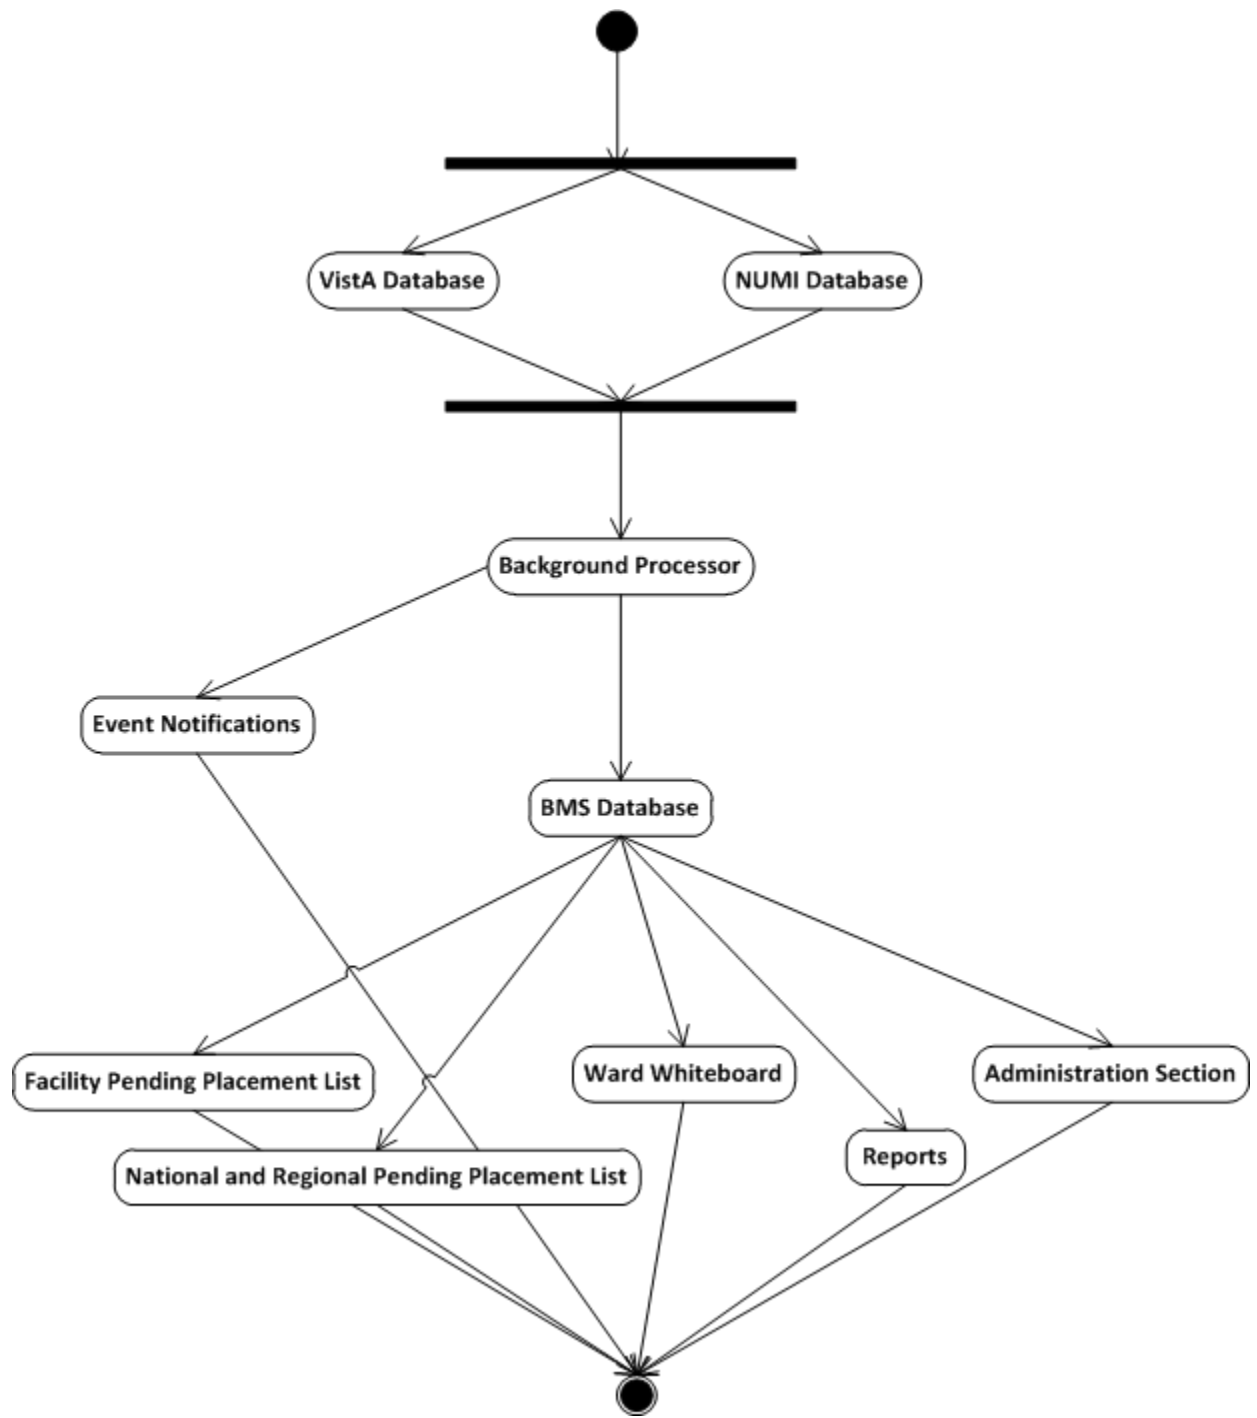 VistA Database
NUMI Database
Background Processor
Event Notifications
BMS Database
Facility Pending Placement List
Ward Whiteboard
Administration Section
National and Regional Pending Placement List
Reports